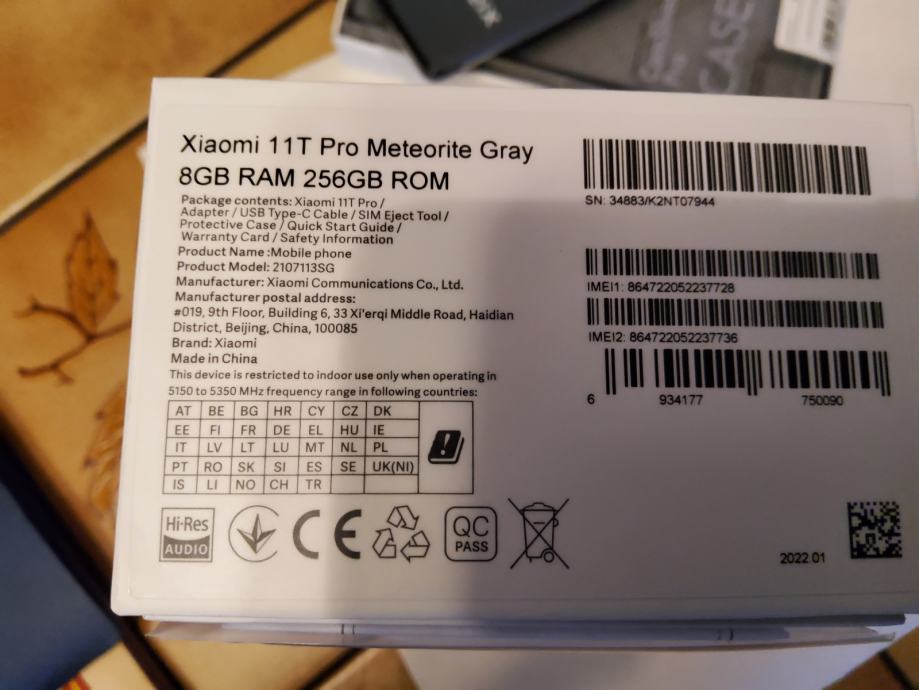 CASE
Xiaomi 11T Pro Meteorite Gray
8GB RAM 256GB ROM
Package contents: Xiaomi 11T Pro /
Adapter / USB Type-C Cable / SIM Eject Tool /
Protective Case / Quick Start Guide /
Warranty Card / Safety Information
Product Name :Mobile phone
Product Model: 2107113SG
Manufacturer: Xiaomi Communications Co., Ltd.
Manufacturer postal address:
#019, 9th Floor, Building 6, 33 Xi'erqi Middle Road, Haidian
District, Beijing, China, 100085
Brand: Xiaomi
Made in China
This device is restricted to indoor use only when operating in
5150 to 5350 MHz frequency range in following countries:
AT BE BG HR CY CZ DK
EE FI FR DE EL HU IE
IT LV LT LU MT NL PL
PT RO SK SI ES SE UK(NI)
IS LI NO CH TR
Hi-Res
AUDIO
CE
QC
PASS
SN: 34883/K2NT07944
IMEI1: 864722052237728
IMEI2: 864722052237736
6 934177 750090
2022.01